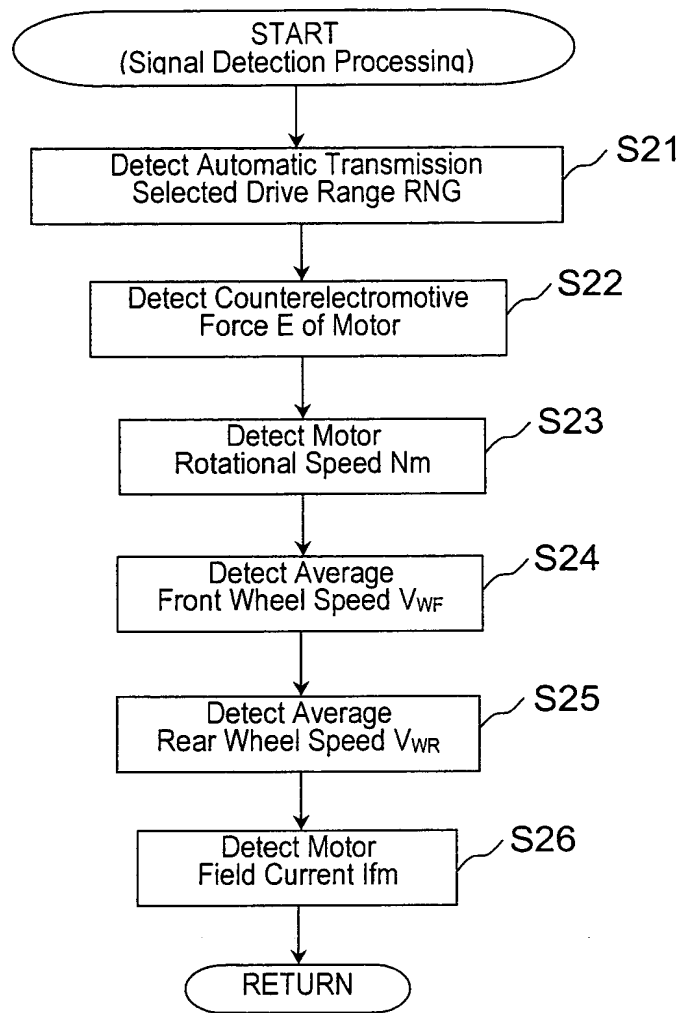 START
(Signal Detection Processing)
Detect Automatic Transmission
Selected Drive Range RNG
S21
Detect Counterelectromotive
Force E of Motor
S22
Detect Motor
Rotational Speed Nm
S23
Detect Average
Front Wheel Speed VWF
S24
Detect Average
Rear Wheel Speed VWR
S25
Detect Motor
Field Current Ifm
S26
RETURN